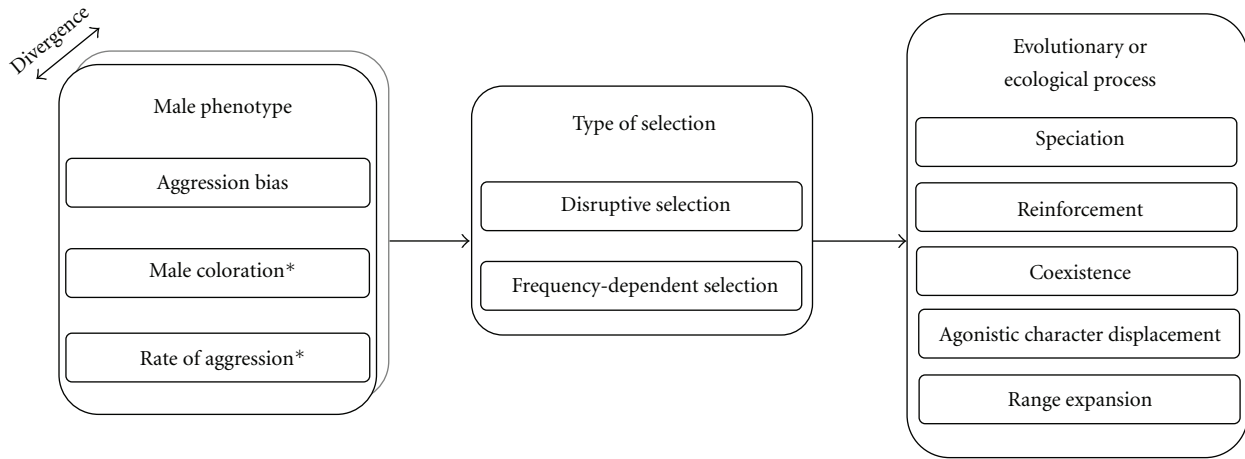 Divergence
Male phenotype
Aggression bias
Male coloration*
Rate of aggression*
Type of selection
Disruptive selection
Frequency-dependent selection
Evolutionary or
ecological process
Speciation
Reinforcement
Coexistence
Agonistic character displacement
Range expansion